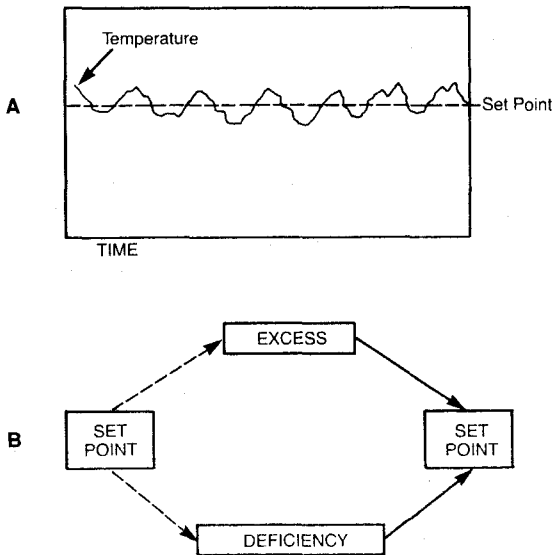 Temperature
A
Set Point
TIME
EXCESS
B
SET
POINT
SET
POINT
DEFICIENCY